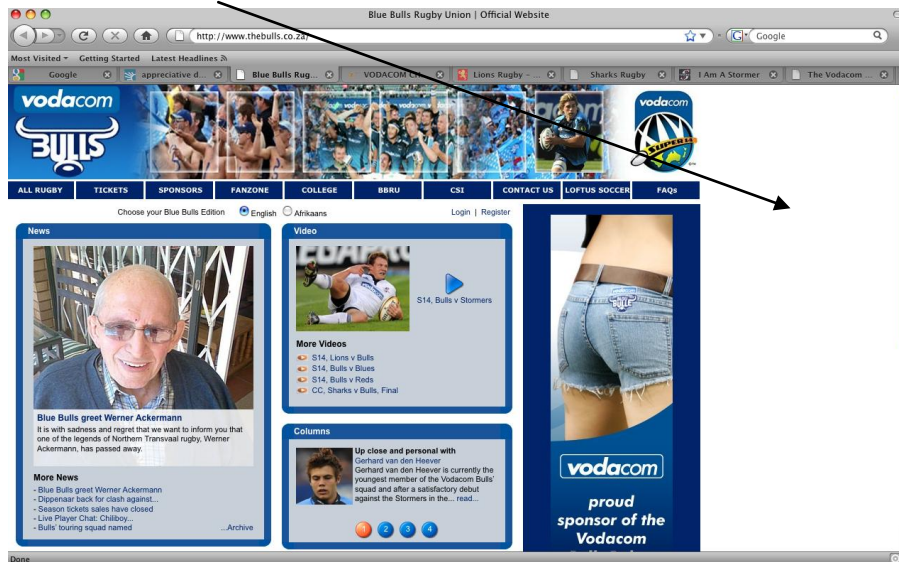 Blue Bulls Rugby Union | Official Website
http://www.thebulls.co.za/
Google
Most Visited Getting Started Latest Headlines
Google appreciative d... Blue Bulls Rug... VODACOM Lions Rugby - ... Sharks Rugby I Am A Stormer The Vodacom ...
vodacom
BULLS
vodacom
SUPER14
ALL RUGBY TICKETS SPONSORS FANZONE COLLEGE BBRU CSI CONTACT US LOFTUS SOCCER FAQs
Choose your Blue Bulls Edition English Afrikaans Login | Register
News
Blue Bulls greet Werner Ackermann
It is with sadness and regret that we want to inform you that
one of the legends of Northern Transvaal rugby, Werner
Ackermann, has passed away.
More News
- Blue Bulls greet Werner Ackermann
- Dippenaar back for clash against...
- Season tickets sales have closed
- Live Player Chat: Chiliboy...
- Bulls' touring squad named ...Archive
Video
S14, Bulls v Stormers
More Videos
S14, Lions v Bulls
S14, Bulls v Blues
S14, Bulls v Reds
CC, Sharks v Bulls, Final
Columns
Up close and personal with
Gerhard van den Heever
Gerhard van den Heever is currently the
youngest member of the Vodacom Bulls'
squad and after a satisfactory debut
against the Stormers in the... read...
1 2 3 4
vodacom
BULLS
vodacom
proud
sponsor of the
Vodacom
Done